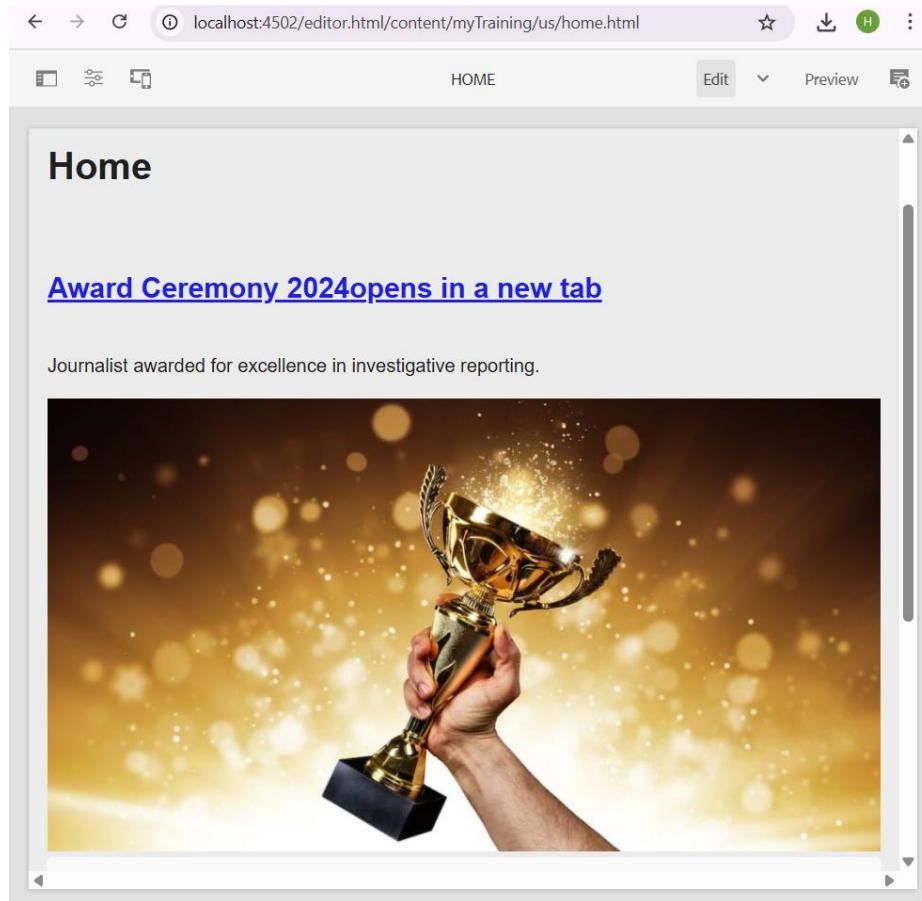 localhost:4502/editor.html/content/myTraining/us/home.html
H
HOME
Edit
Preview
Home
Award Ceremony 2024opens in a new tab
Journalist awarded for excellence in investigative reporting.